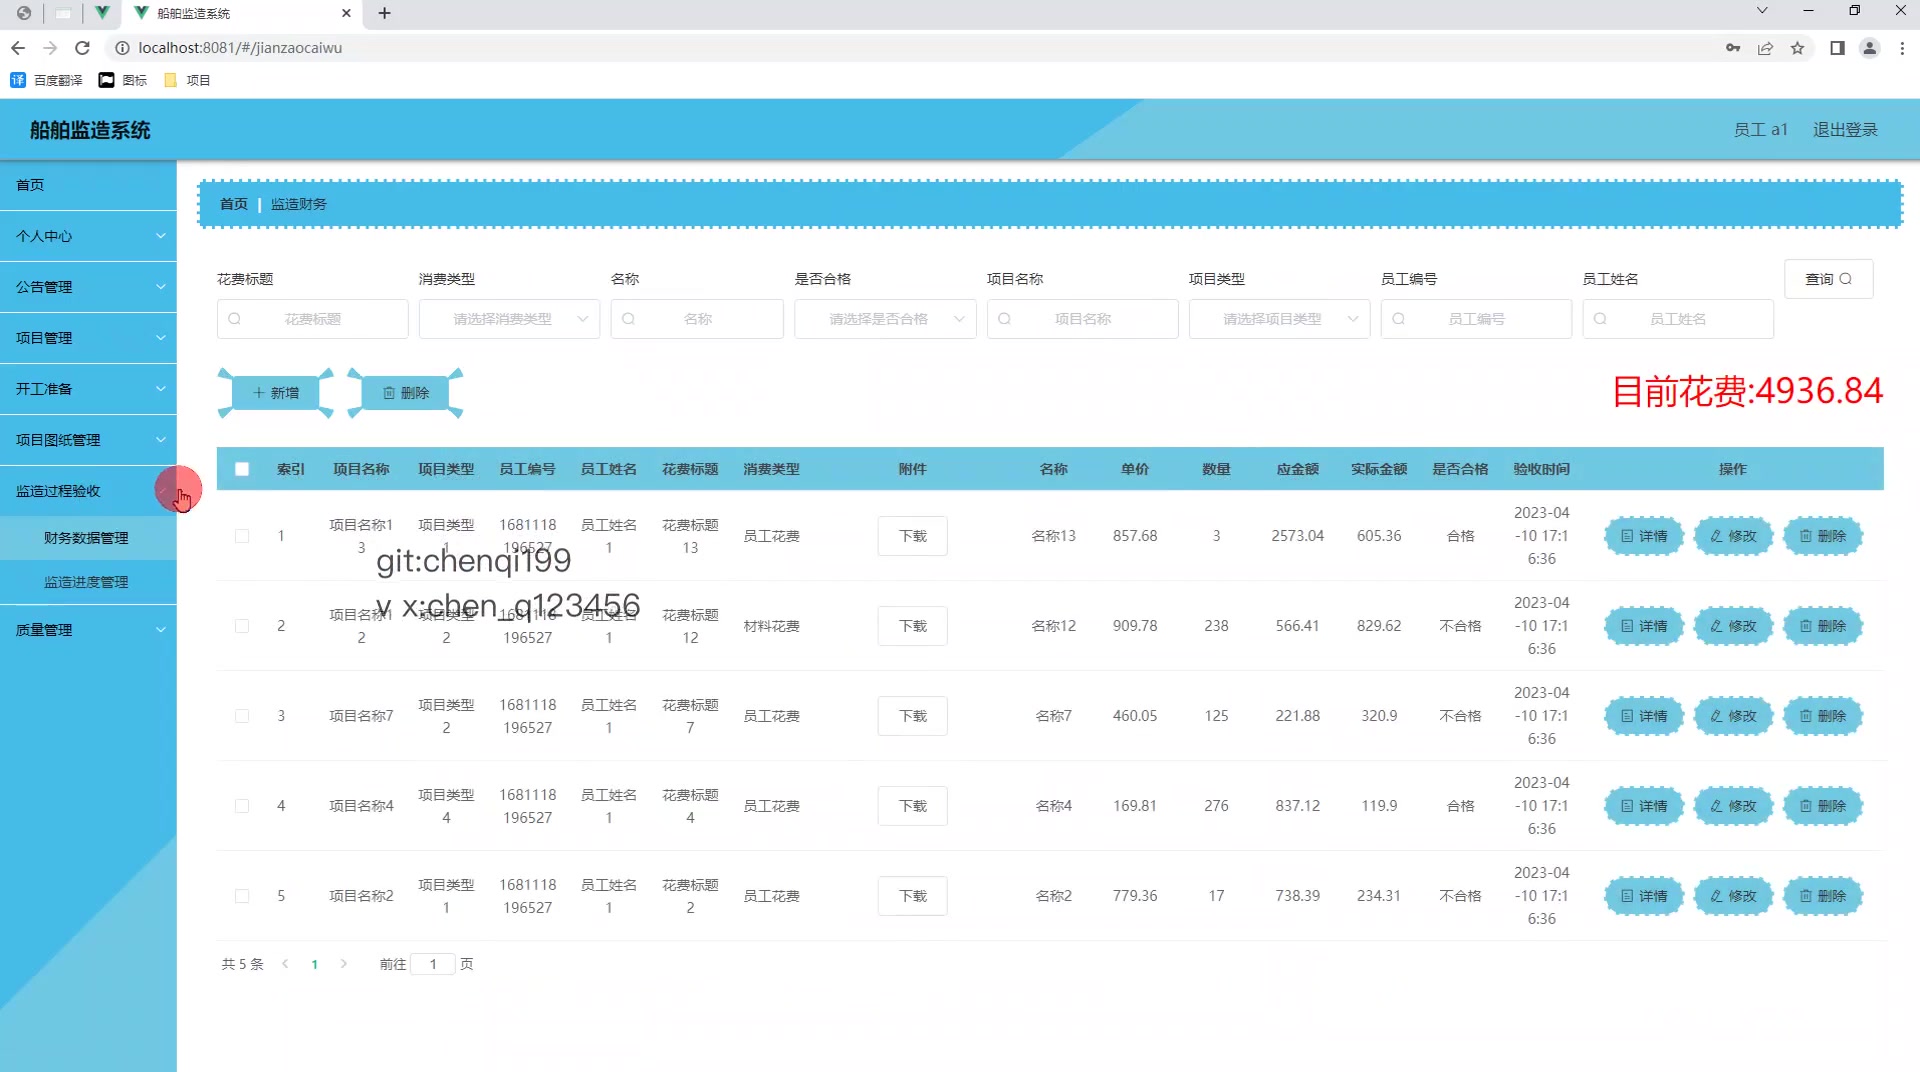 船舶监造系统
localhost:8081/#/jianzaocaiwu
百度翻译 图标 项目
船舶监造系统
员工 a1 退出登录
首页
个人中心
公告管理
项目管理
开工准备
项目图纸管理
监造过程验收
财务数据管理
监造进度管理
质量管理
首页 | 监造财务
花费标题 消费类型 名称 是否合格 项目名称 项目类型 员工编号 员工姓名 查询
花费标题 请选择消费类型 名称 请选择是否合格 项目名称 请选择项目类型 员工编号 员工姓名
新增 删除
目前花费:4936.84
索引 项目名称 项目类型 员工编号 员工姓名 花费标题 消费类型 附件 名称 单价 数量 应金额 实际金额 是否合格 验收时间 操作
1 项目名称13 项目类型1 1681118196527 员工姓名1 花费标题13 员工花费 下载 名称13 857.68 3 2573.04 605.36 合格 2023-04-10 17:16:36 详情 修改 删除
git:chenqi199
v x:chen_q123456
2 项目名称12 项目类型2 1681118196527 员工姓名1 花费标题12 材料花费 下载 名称12 909.78 238 566.41 829.62 不合格 2023-04-10 17:16:36 详情 修改 删除
3 项目名称7 项目类型2 1681118196527 员工姓名1 花费标题7 员工花费 下载 名称7 460.05 125 221.88 320.9 不合格 2023-04-10 17:16:36 详情 修改 删除
4 项目名称4 项目类型4 1681118196527 员工姓名1 花费标题4 员工花费 下载 名称4 169.81 276 837.12 119.9 合格 2023-04-10 17:16:36 详情 修改 删除
5 项目名称2 项目类型1 1681118196527 员工姓名1 花费标题2 员工花费 下载 名称2 779.36 17 738.39 234.31 不合格 2023-04-10 17:16:36 详情 修改 删除
共 5 条 1 前往 1 页